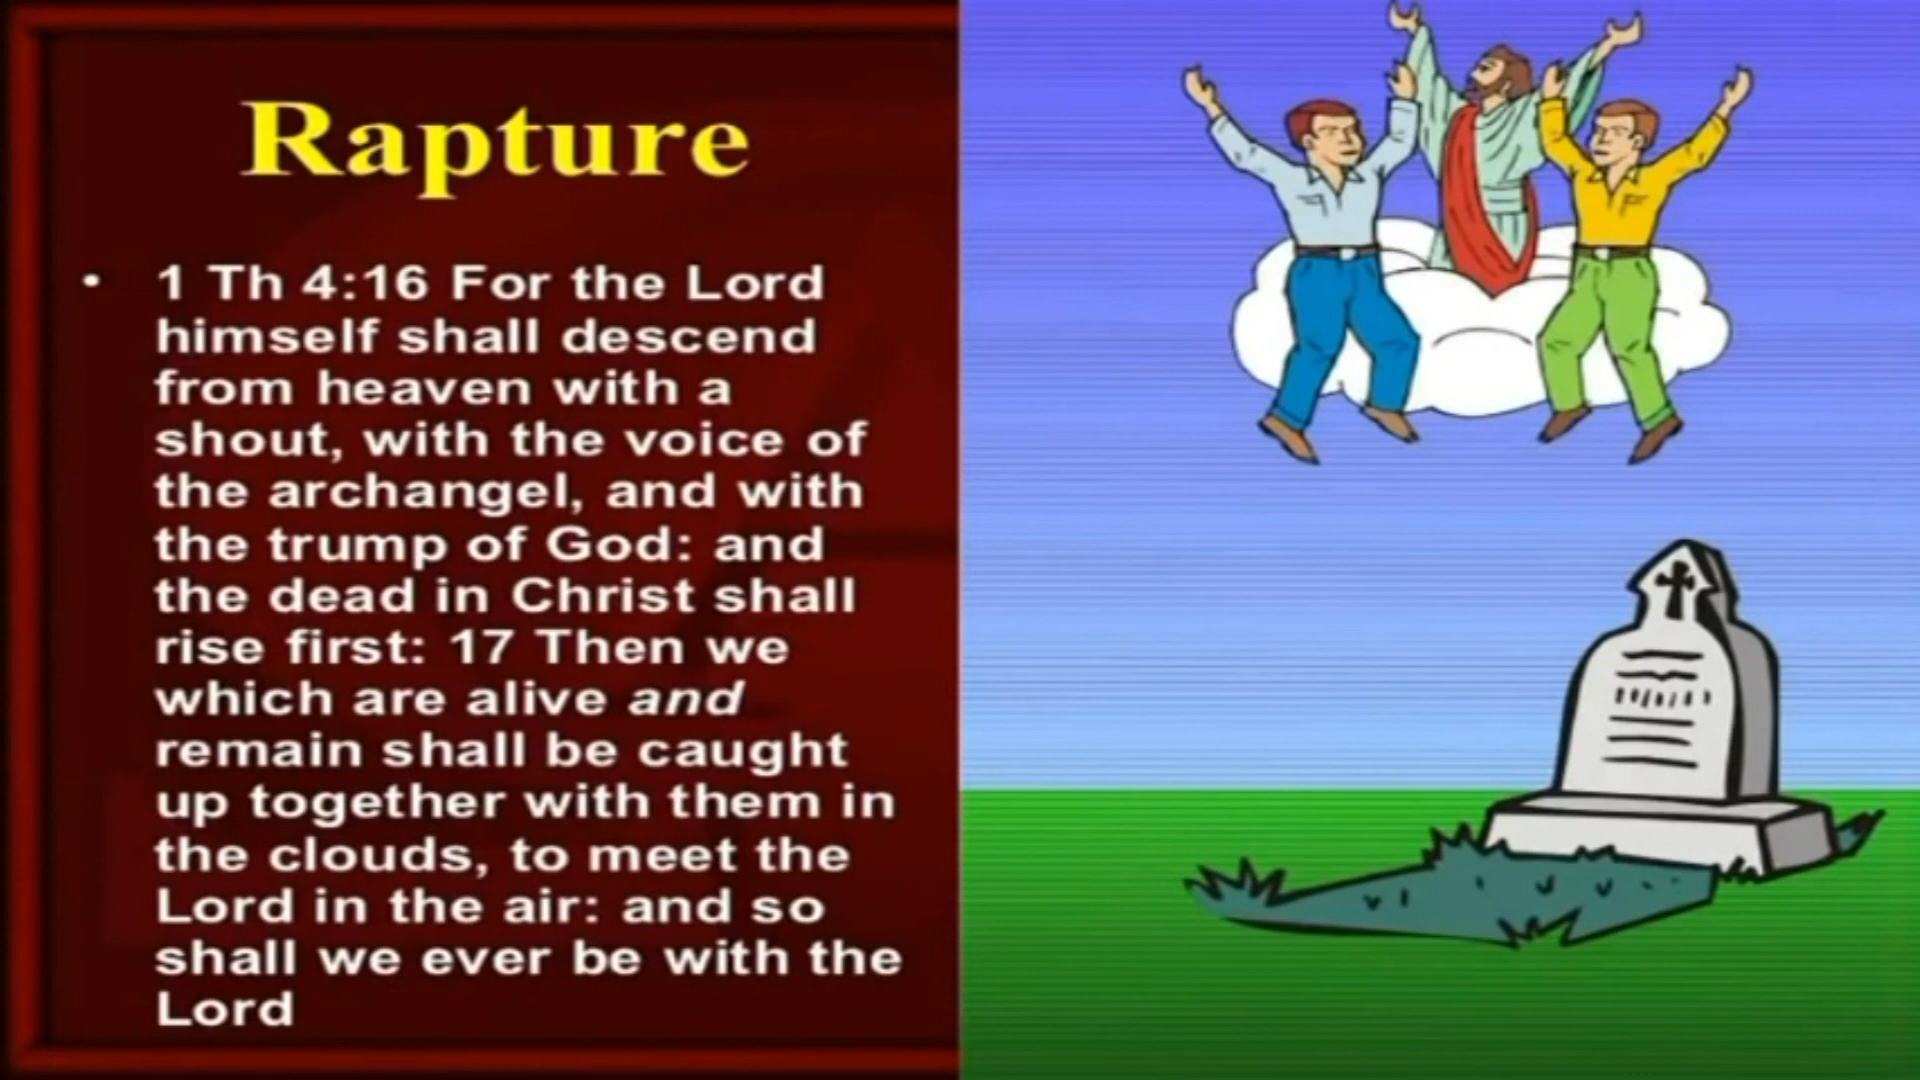 Rapture
• 1 Th 4:16 For the Lord
himself shall descend
from heaven with a
shout, with the voice of
the archangel, and with
the trump of God: and
the dead in Christ shall
rise first: 17 Then we
which are alive and
remain shall be caught
up together with them in
the clouds, to meet the
Lord in the air: and so
shall we ever be with the
Lord